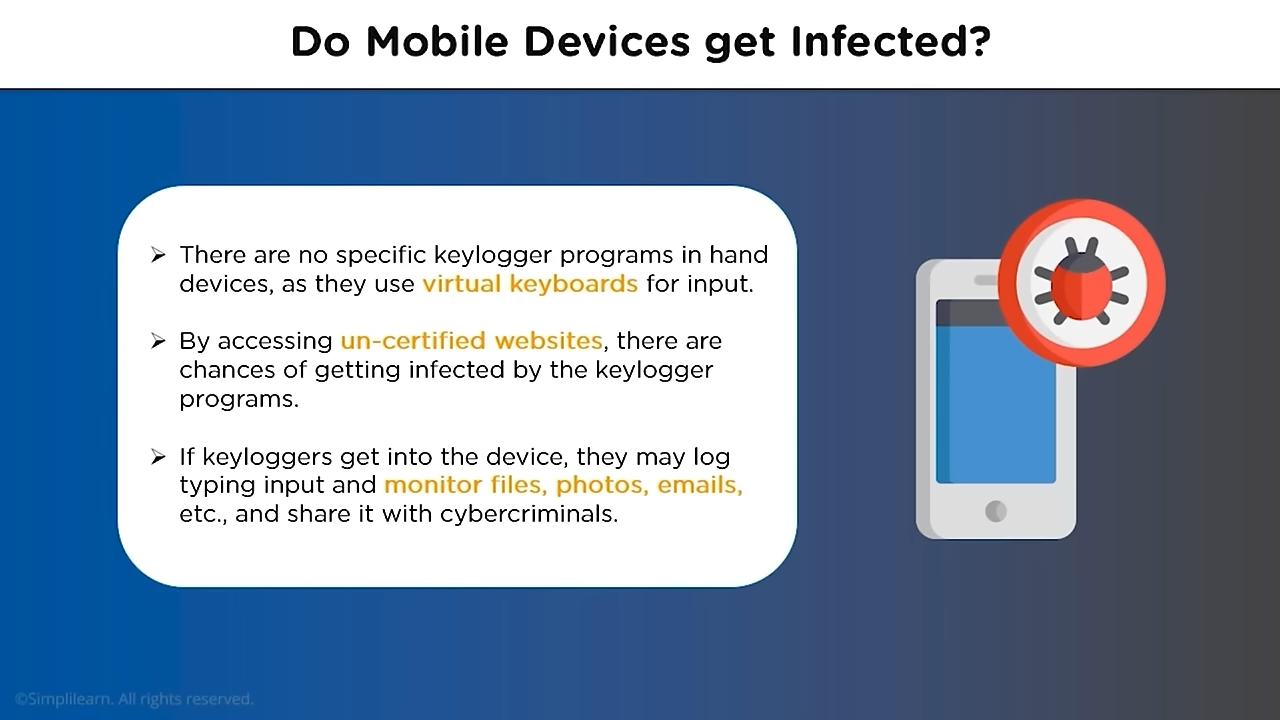 Do Mobile Devices get Infected?
There are no specific keylogger programs in hand
devices, as they use virtual keyboards for input.
By accessing un-certified websites, there are
chances of getting infected by the keylogger
programs.
If keyloggers get into the device, they may log
typing input and monitor files, photos, emails,
etc., and share it with cybercriminals.
©Simplilearn. All rights reserved.